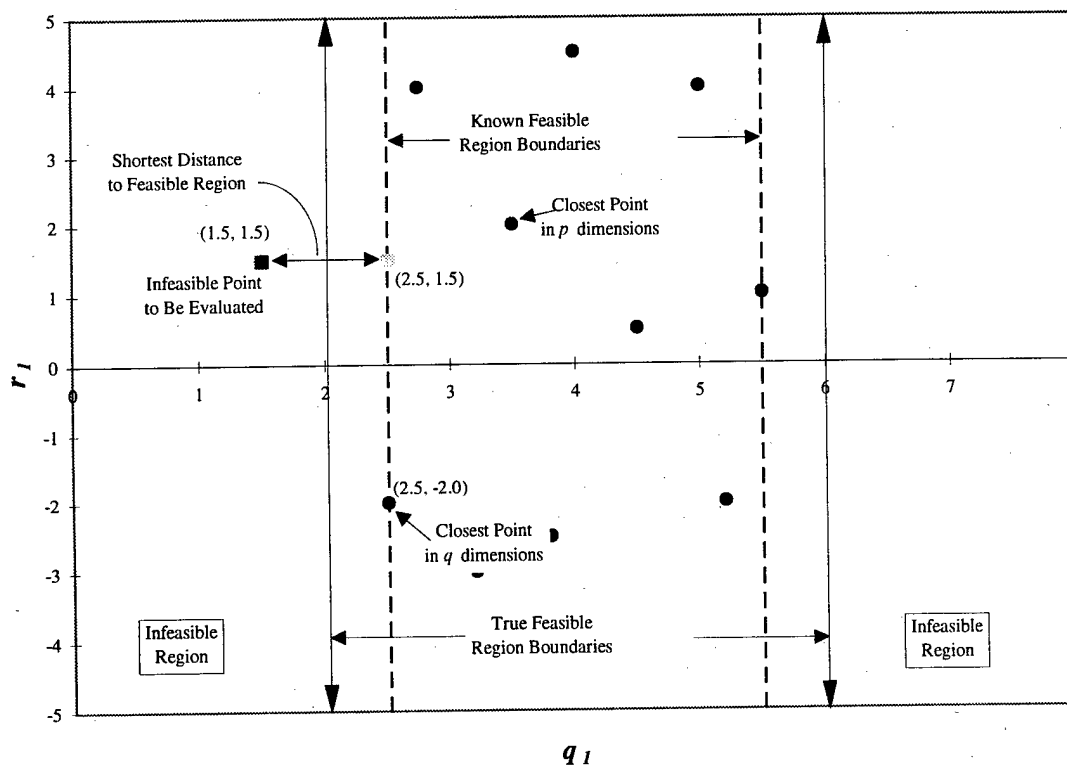 5
4
3
2
1
0
-1
-2
-3
-4
-5
r₁
0
1
2
3
4
5
6
7
q₁
Known Feasible
Region Boundaries
Shortest Distance
to Feasible Region
(1.5, 1.5)
Infeasible Point
to Be Evaluated
(2.5, 1.5)
Closest Point
in p dimensions
(2.5, -2.0)
Closest Point
in q dimensions
True Feasible
Region Boundaries
Infeasible
Region
Infeasible
Region